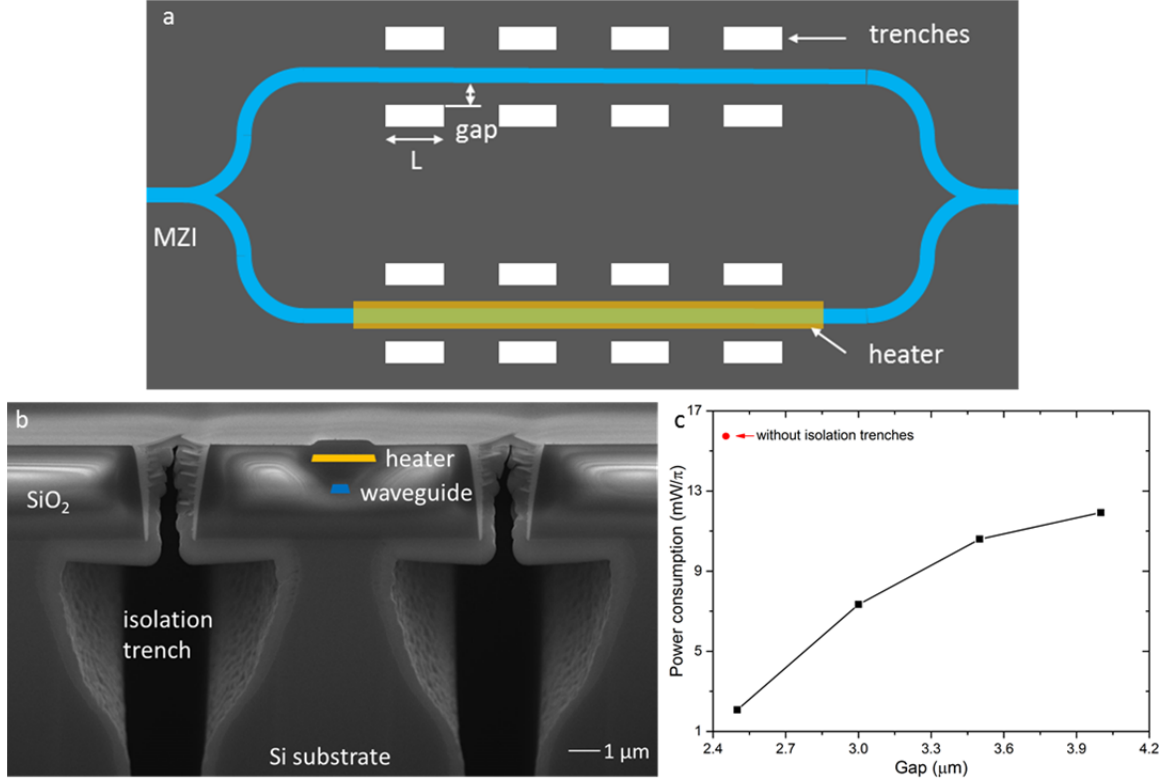 a
trenches
gap
L
MZI
heater
b
heater
waveguide
SiO₂
isolation
trench
Si substrate
1 µm
c
17
without isolation trenches
13
9
5
1
Power consumption (mW/π)
2.4 2.7 3.0 3.3 3.6 3.9 4.2
Gap (µm)